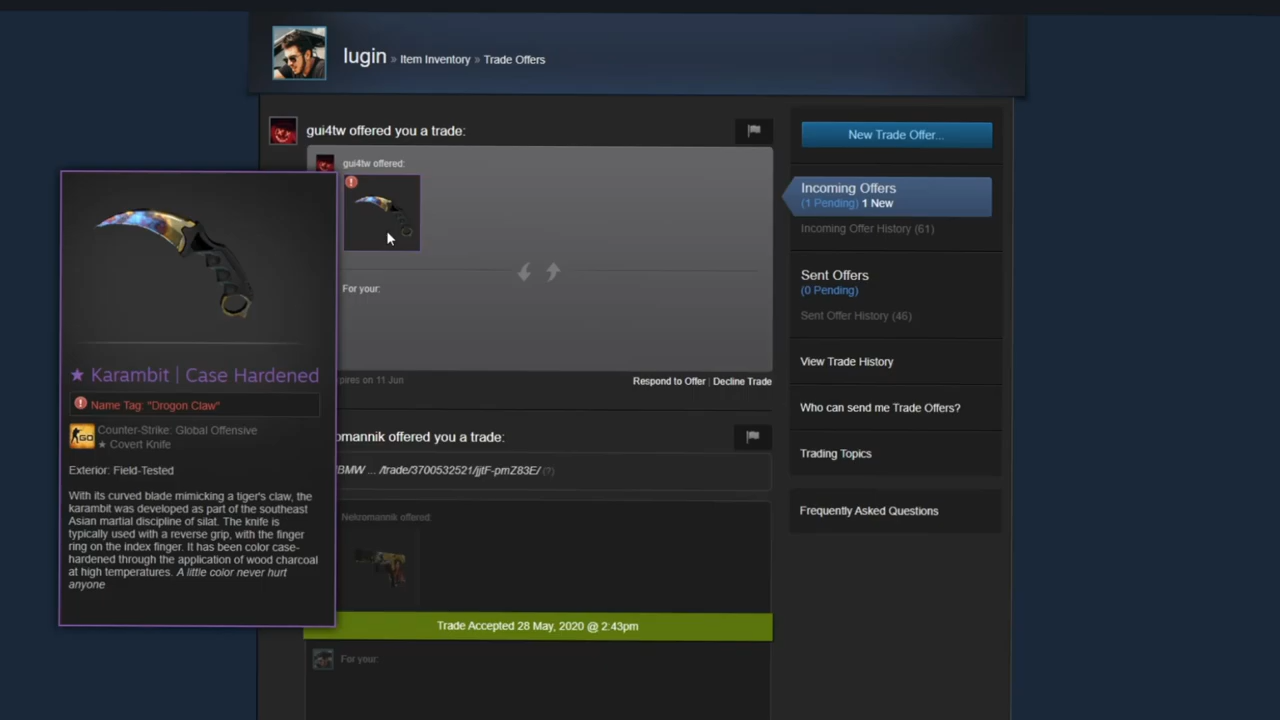 lugin » Item Inventory » Trade Offers
gui4tw offered you a trade:
gui4tw offered:
For your:
pires on 11 Jun
Respond to Offer | Decline Trade
★ Karambit | Case Hardened
Name Tag: "Drogon Claw"
GO
Counter-Strike: Global Offensive
★ Covert Knife
Exterior: Field-Tested
With its curved blade mimicking a tiger's claw, the
karambit was developed as part of the southeast
Asian martial discipline of silat. The knife is
typically used with a reverse grip, with the finger
ring on the index finger. It has been color case-
hardened through the application of wood charcoal
at high temperatures. A little color never hurt
anyone
omannik offered you a trade:
BMW ... /trade/3700532521/jjtF-pmZ83E/ (?)
Nekromannik offered:
Trade Accepted 28 May, 2020 @ 2:43pm
For your:
New Trade Offer...
Incoming Offers
(1 Pending) 1 New
Incoming Offer History (61)
Sent Offers
(0 Pending)
Sent Offer History (46)
View Trade History
Who can send me Trade Offers?
Trading Topics
Frequently Asked Questions